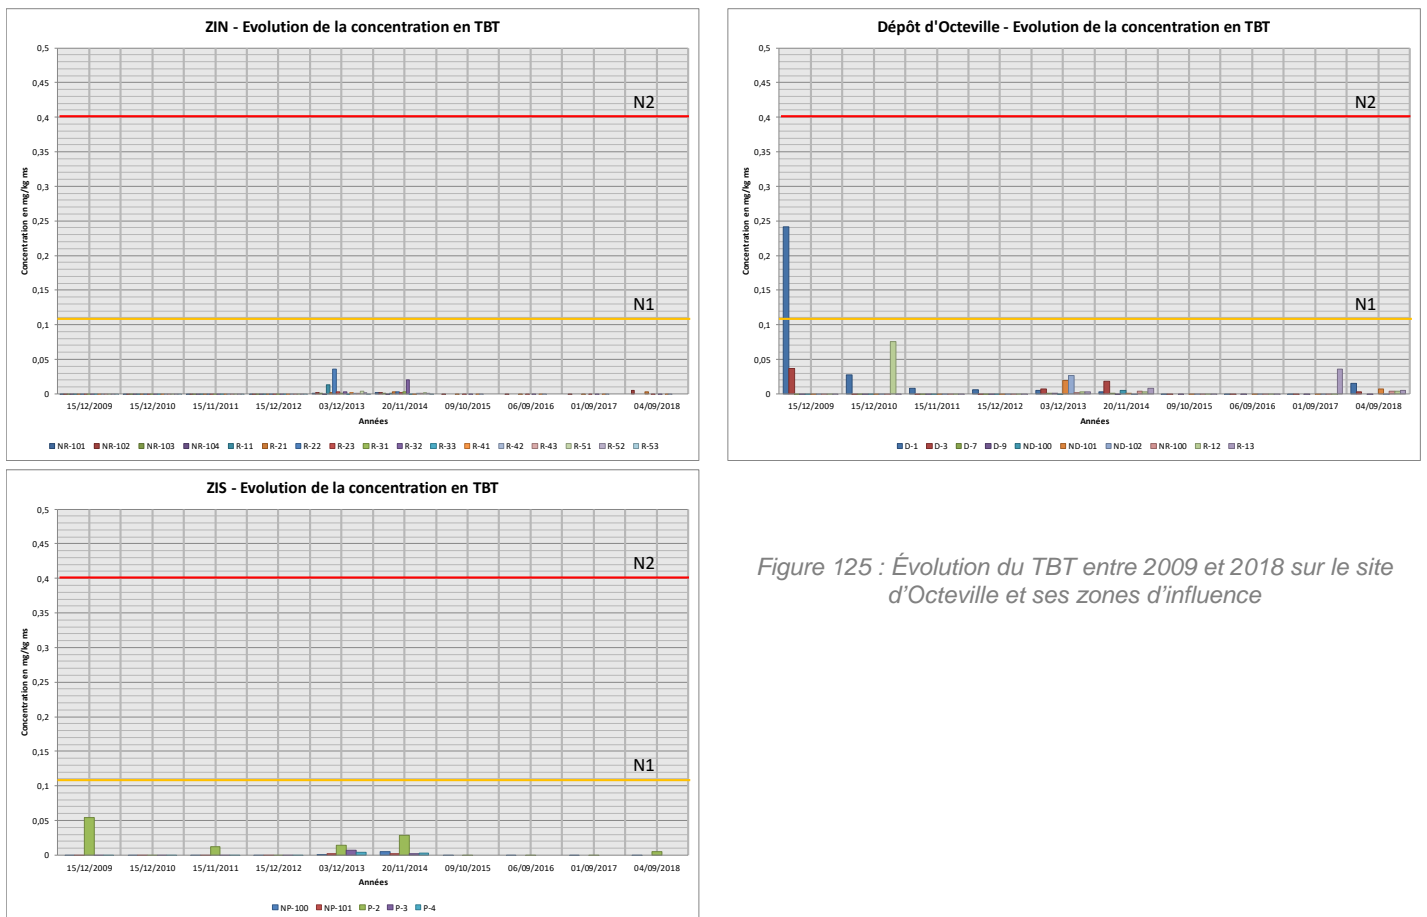 ZIN - Evolution de la concentration en TBT
Concentration en mg/kg ms
0,5
0,45
0,4
0,35
0,3
0,25
0,2
0,15
0,1
0,05
0
N2
N1
15/12/2009 15/12/2010 15/11/2011 15/12/2012 03/12/2013 20/11/2014 09/10/2015 06/09/2016 01/09/2017 04/09/2018
Années
NR-101 NR-102 NR-103 NR-104 R-11 R-21 R-22 R-23 R-31 R-32 R-33 R-41 R-42 R-43 R-51 R-52 R-53
Dépôt d'Octeville - Evolution de la concentration en TBT
Concentration en mg/kg ms
0,5
0,45
0,4
0,35
0,3
0,25
0,2
0,15
0,1
0,05
0
N2
N1
15/12/2009 15/12/2010 15/11/2011 15/12/2012 03/12/2013 20/11/2014 09/10/2015 06/09/2016 01/09/2017 04/09/2018
Années
D-1 D-3 D-7 D-9 ND-100 ND-101 ND-102 NR-100 R-12 R-13
ZIS - Evolution de la concentration en TBT
Concentration en mg/kg ms
0,5
0,45
0,4
0,35
0,3
0,25
0,2
0,15
0,1
0,05
0
N2
N1
15/12/2009 15/12/2010 15/11/2011 15/12/2012 03/12/2013 20/11/2014 09/10/2015 06/09/2016 01/09/2017 04/09/2018
Années
NP-100 NP-101 P-2 P-3 P-4
Figure 125 : Évolution du TBT entre 2009 et 2018 sur le site
d'Octeville et ses zones d'influence